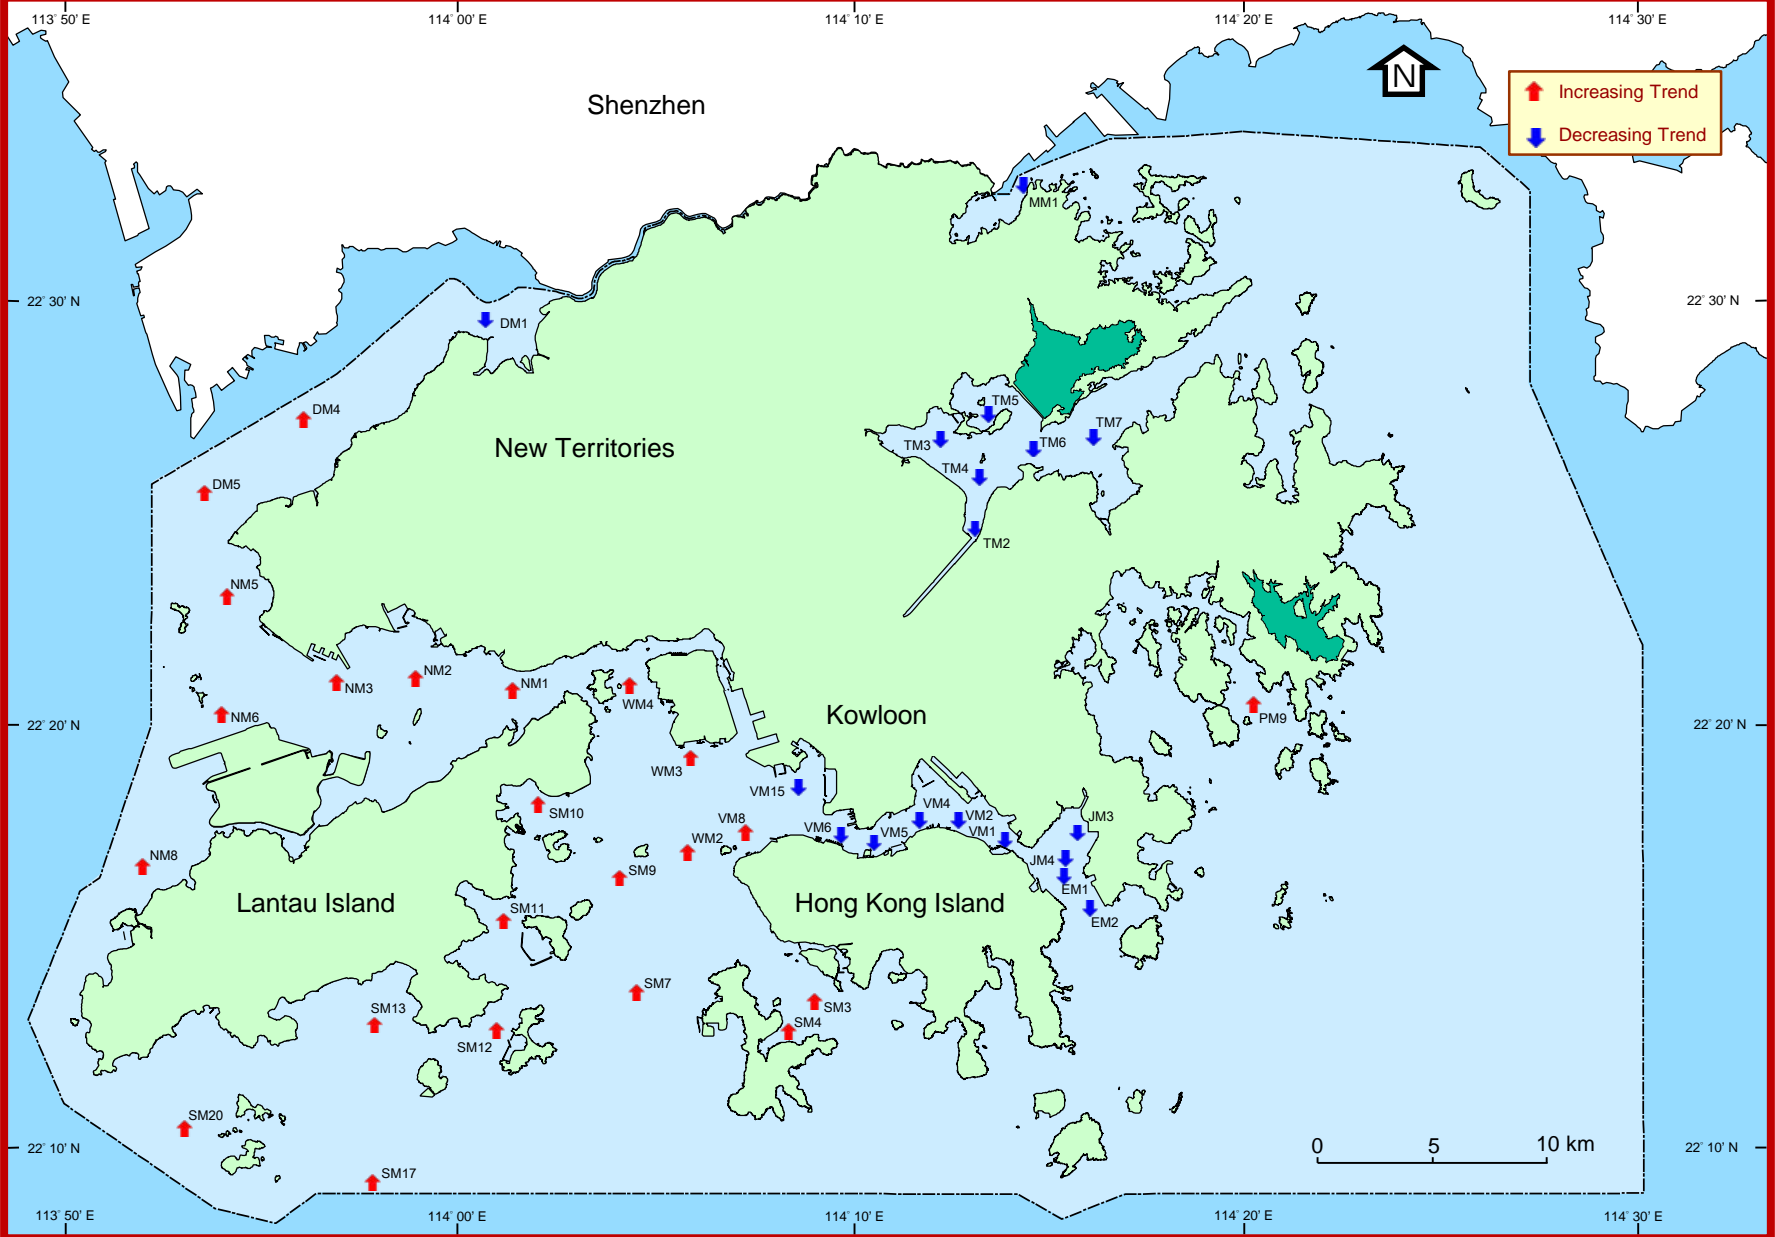 113° 50' E
114° 00' E
114° 10' E
114° 20' E
114° 30' E
N
Increasing Trend
Decreasing Trend
Shenzhen
MM1
22° 30' N
22° 30' N
DM1
DM4
TM5
TM7
TM3
TM6
New Territories
TM4
DM5
TM2
NM5
NM2
NM1
NM3
WM4
NM6
Kowloon
PM9
22° 20' N
22° 20' N
WM3
VM15
SM10
VM8
VM6
VM5
VM4
VM2
VM1
JM3
WM2
NM8
SM9
JM4
EM1
Lantau Island
SM11
Hong Kong Island
EM2
SM7
SM13
SM3
SM4
SM12
SM20
22° 10' N
0
5
10 km
22° 10' N
SM17
113° 50' E
114° 00' E
114° 10' E
114° 20' E
114° 30' E